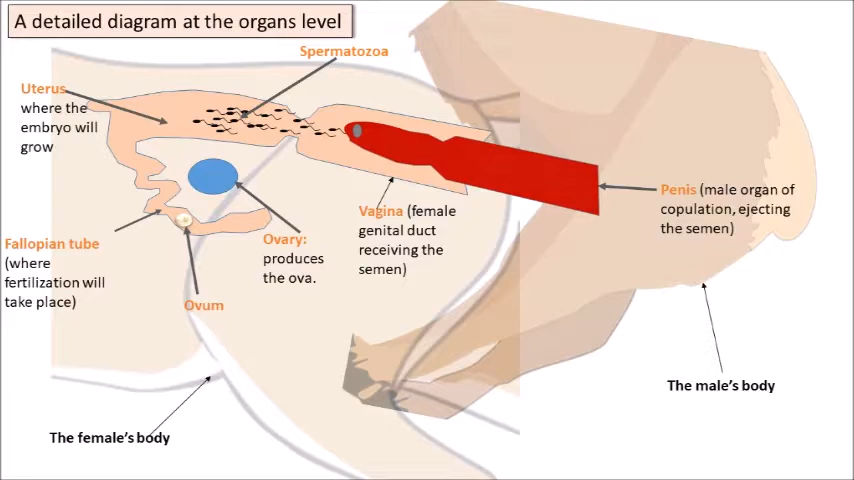 A detailed diagram at the organs level
Spermatozoa
Uterus
where the
embryo will
grow
Penis (male organ of
copulation, ejecting
the semen)
Vagina (female
genital duct
receiving the
semen)
Fallopian tube
(where
fertilization will
take place)
Ovary:
produces
the ova.
Ovum
The male's body
The female's body